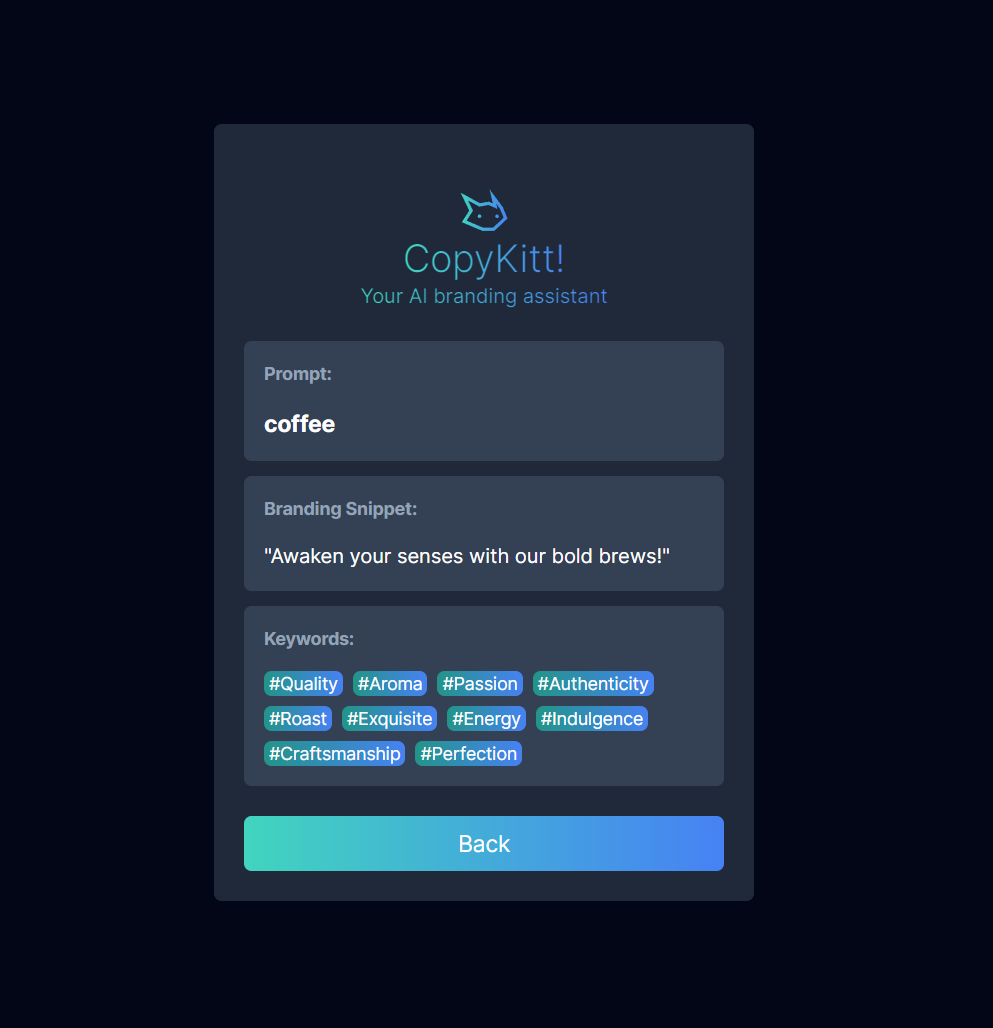 CopyKitt!
Your AI branding assistant
Prompt:
coffee
Branding Snippet:
"Awaken your senses with our bold brews!"
Keywords:
#Quality #Aroma #Passion #Authenticity
#Roast #Exquisite #Energy #Indulgence
#Craftsmanship #Perfection
Back